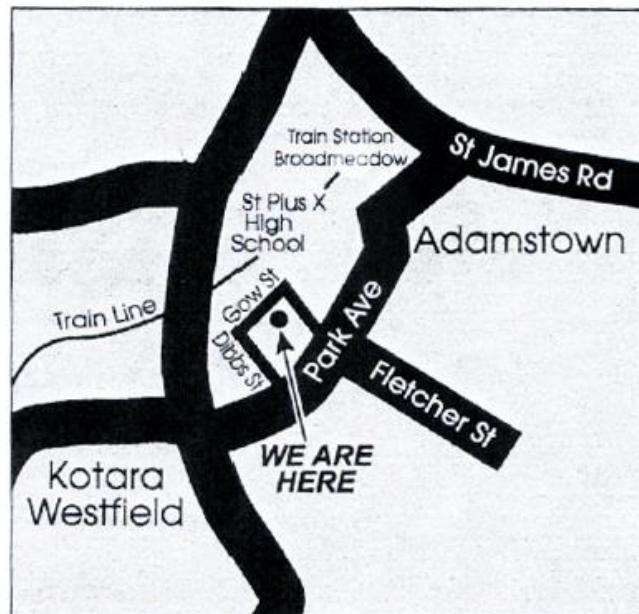 Train Station
Broadmeadow
St James Rd
St Pius X
High
School
Adamstown
Gow St
Train Line
Park Ave
Dibbs St
Fletcher St
WE ARE
HERE
Kotara
Westfield